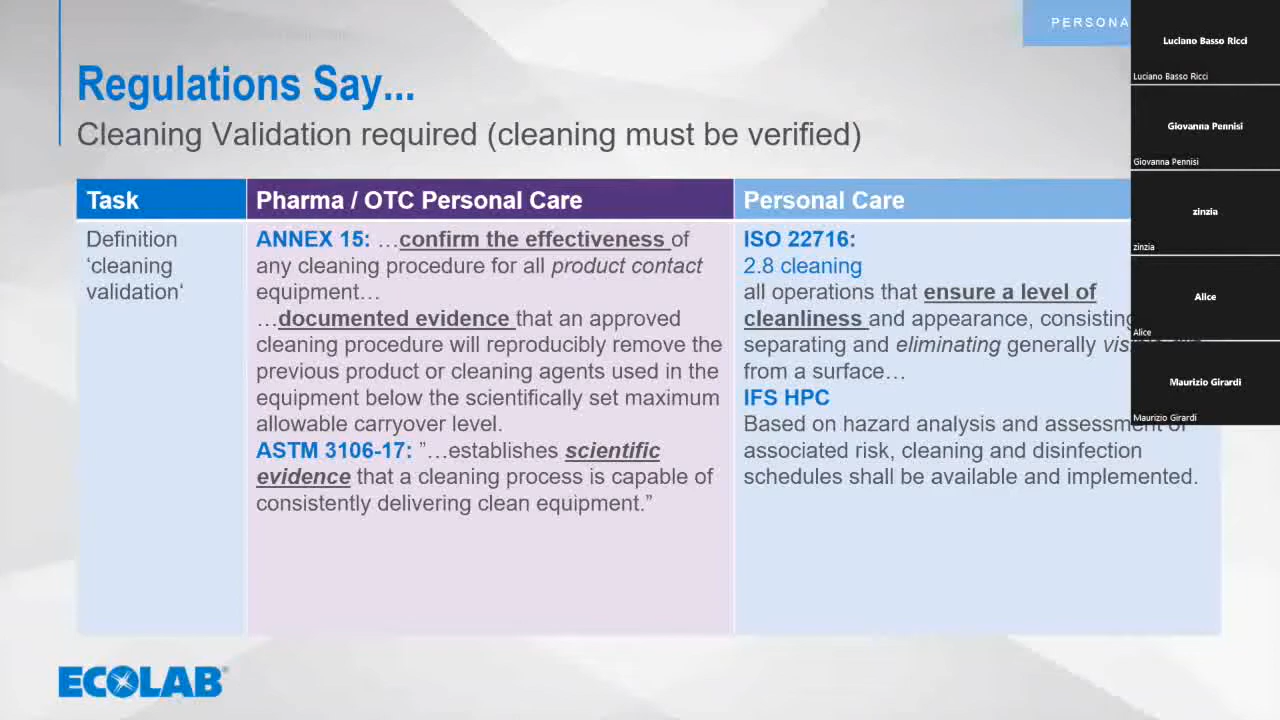 PERSONA
Regulations Say...
Cleaning Validation required (cleaning must be verified)
Task
Pharma / OTC Personal Care
Personal Care
Definition
‘cleaning
validation‘
ANNEX 15: …confirm the effectiveness of
any cleaning procedure for all product contact
equipment…
…documented evidence that an approved
cleaning procedure will reproducibly remove the
previous product or cleaning agents used in the
equipment below the scientifically set maximum
allowable carryover level.
ASTM 3106-17: ”…establishes scientific
evidence that a cleaning process is capable of
consistently delivering clean equipment.”
ISO 22716:
2.8 cleaning
all operations that ensure a level of
cleanliness and appearance, consisting
separating and eliminating generally
from a surface…
IFS HPC
Based on hazard analysis and assessment of
associated risk, cleaning and disinfection
schedules shall be available and implemented.
ECOLAB®
Luciano Basso Ricci
Luciano Basso Ricci
Giovanna Pennisi
Giovanna Pennisi
zinzia
zinzia
Alice
Alice
Maurizio Girardi
Maurizio Girardi